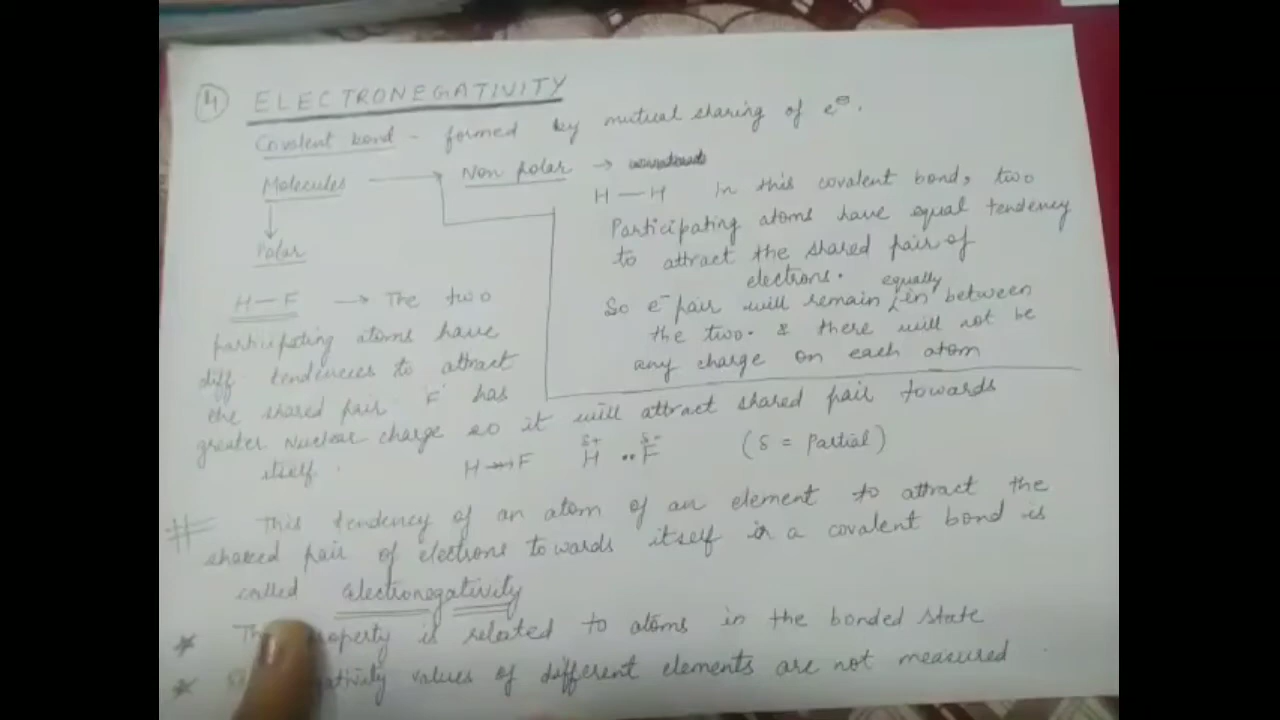 4 ELECTRONEGATIVITY
Covalent bond - formed by mutual sharing of e⊖.
Molecules → Non polar →
Polar
H — H In this covalent bond, two
Participating atoms have equal tendency
to attract the shared pair of
electrons.
So e⁻ pair will remain equally in between
the two. & there will not be
any charge on each atom
H — F → The two
participating atoms have
diff tendencies to attract
the shared pair. F has
greater Nuclear charge so it will attract shared pair towards
itself.
H F δ+ H •• δ- F (δ = Partial)
# This tendency of an atom of an element to attract the
shared pair of electrons towards itself in a covalent bond is
called electronegativity
* property is related to atoms in the bonded state
* values of different elements are not measured.